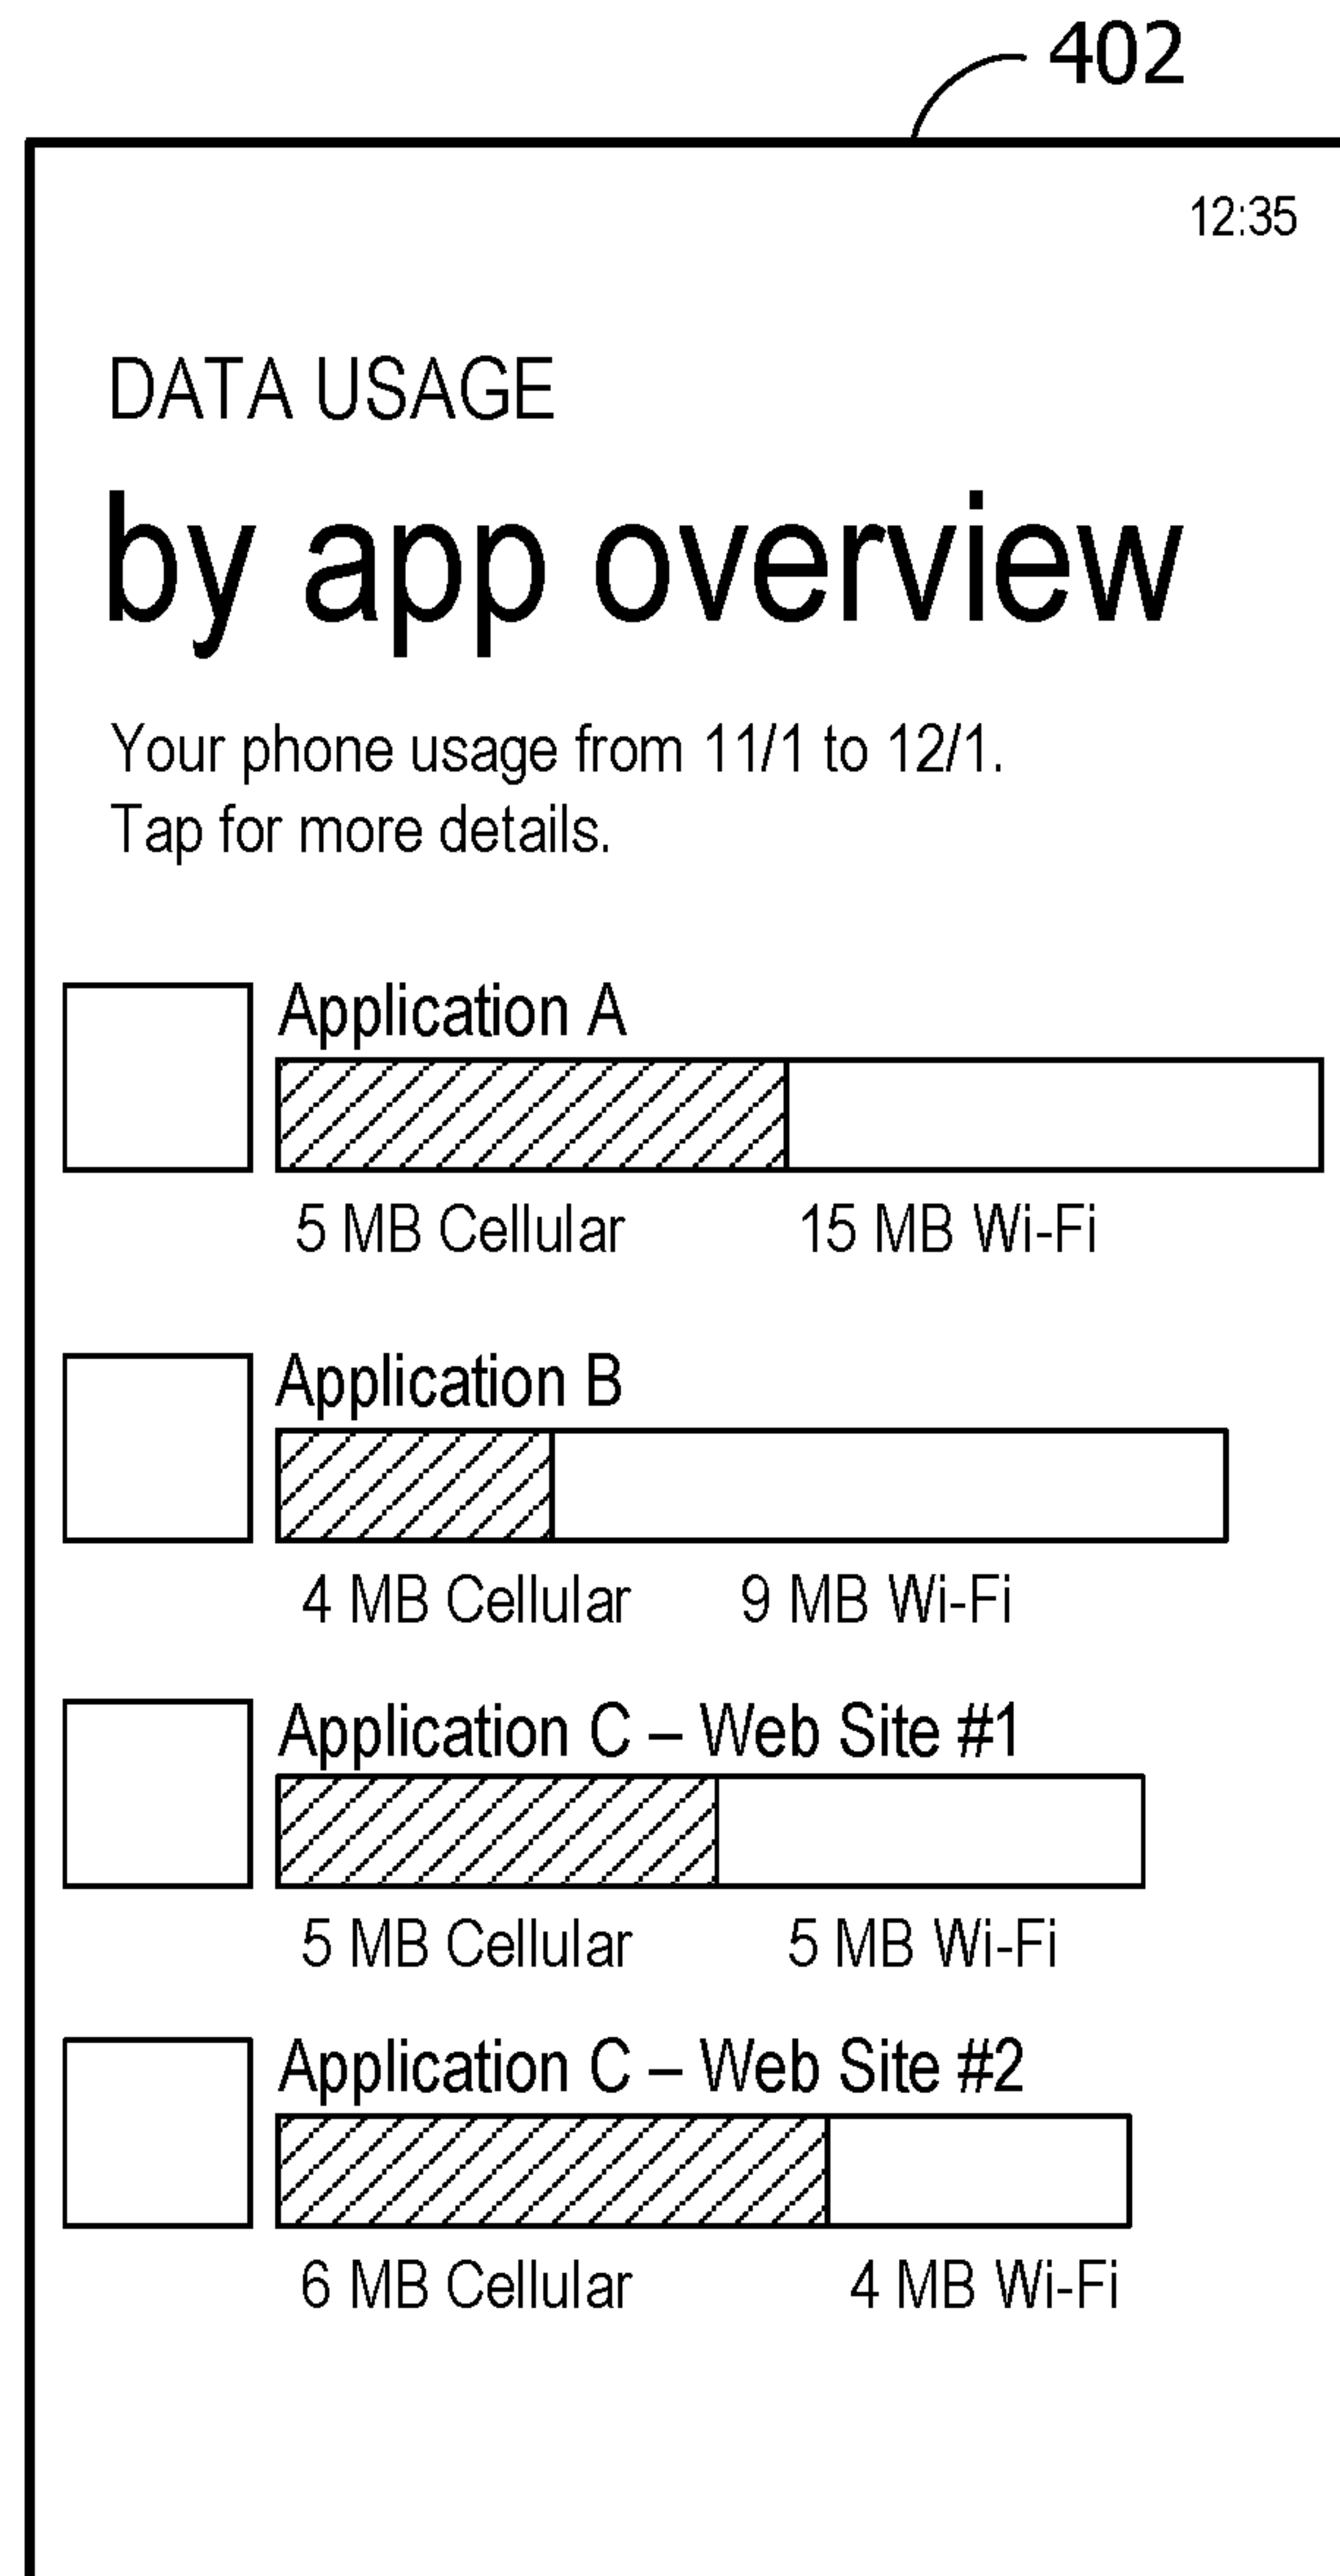 402
12:35
DATA USAGE
by app overview
Your phone usage from 11/1 to 12/1.
Tap for more details.
Application A
5 MB Cellular 15 MB Wi-Fi
Application B
4 MB Cellular 9 MB Wi-Fi
Application C – Web Site #1
5 MB Cellular 5 MB Wi-Fi
Application C – Web Site #2
6 MB Cellular 4 MB Wi-Fi